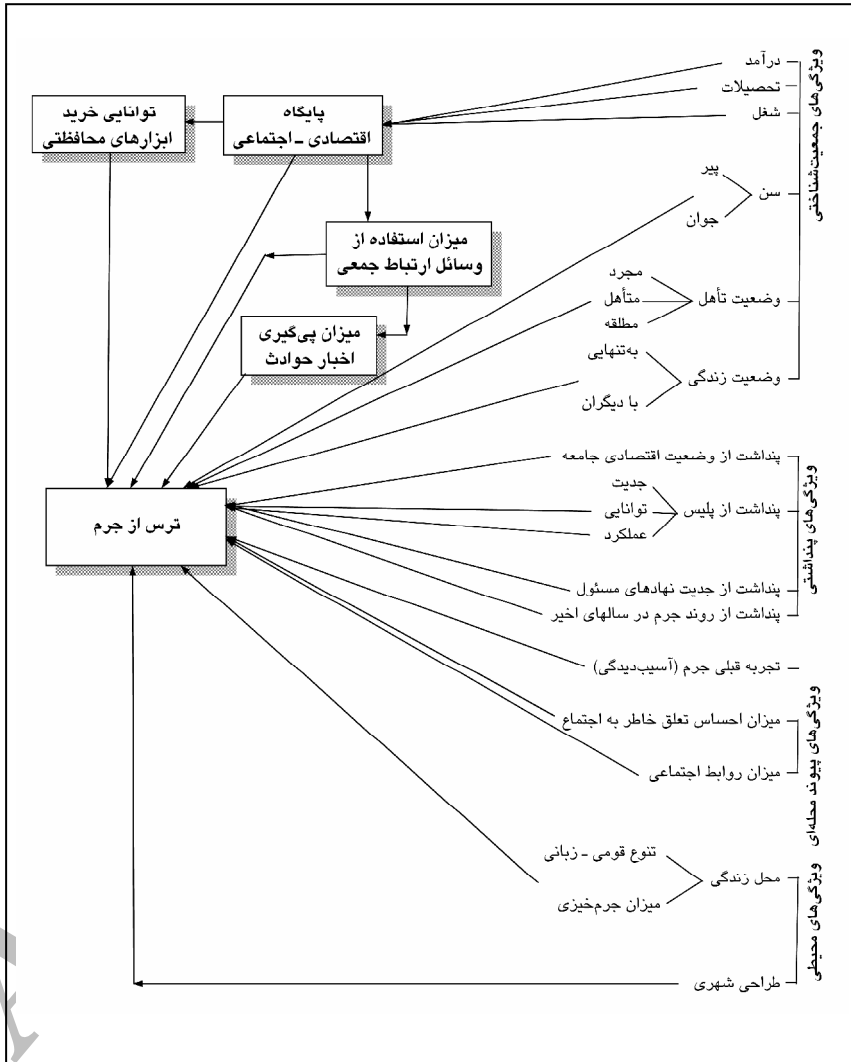 ویژگی‌های جمعیت‌شناختی
درآمد
تحصیلات
شغل
سن
پیر
جوان
وضعیت تأهل
مجرد
متأهل
مطلقه
وضعیت زندگی
به‌تنهایی
با دیگران
پایگاه
اقتصادی ـ اجتماعی
توانایی خرید
ابزارهای محافظتی
میزان استفاده از
وسائل ارتباط جمعی
میزان پی‌گیری
اخبار حوادث
ترس از جرم
ویژگی‌های پنداشتی
پنداشت از وضعیت اقتصادی جامعه
پنداشت از پلیس
جدیت
توانایی
عملکرد
پنداشت از جدیت نهادهای مسئول
پنداشت از روند جرم در سالهای اخیر
تجربه قبلی جرم (آسیب‌دیدگی)
ویژگی‌های پیوند محله‌ای
میزان احساس تعلق خاطر به اجتماع
میزان روابط اجتماعی
ویژگی‌های محیطی
محل زندگی
تنوع قومی ـ زبانی
میزان جرم‌خیزی
طراحی شهری